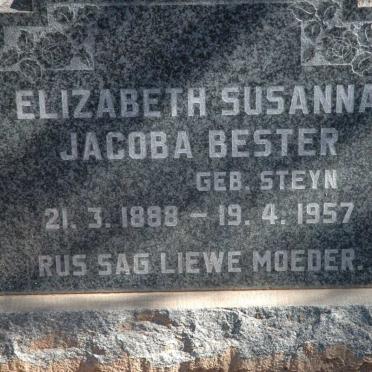 ELIZABETH SUSANNA
JACOBA BESTER
GEB. STEYN
21. 3. 1888 – 19. 4. 1957
RUS SAG LIEWE MOEDER.